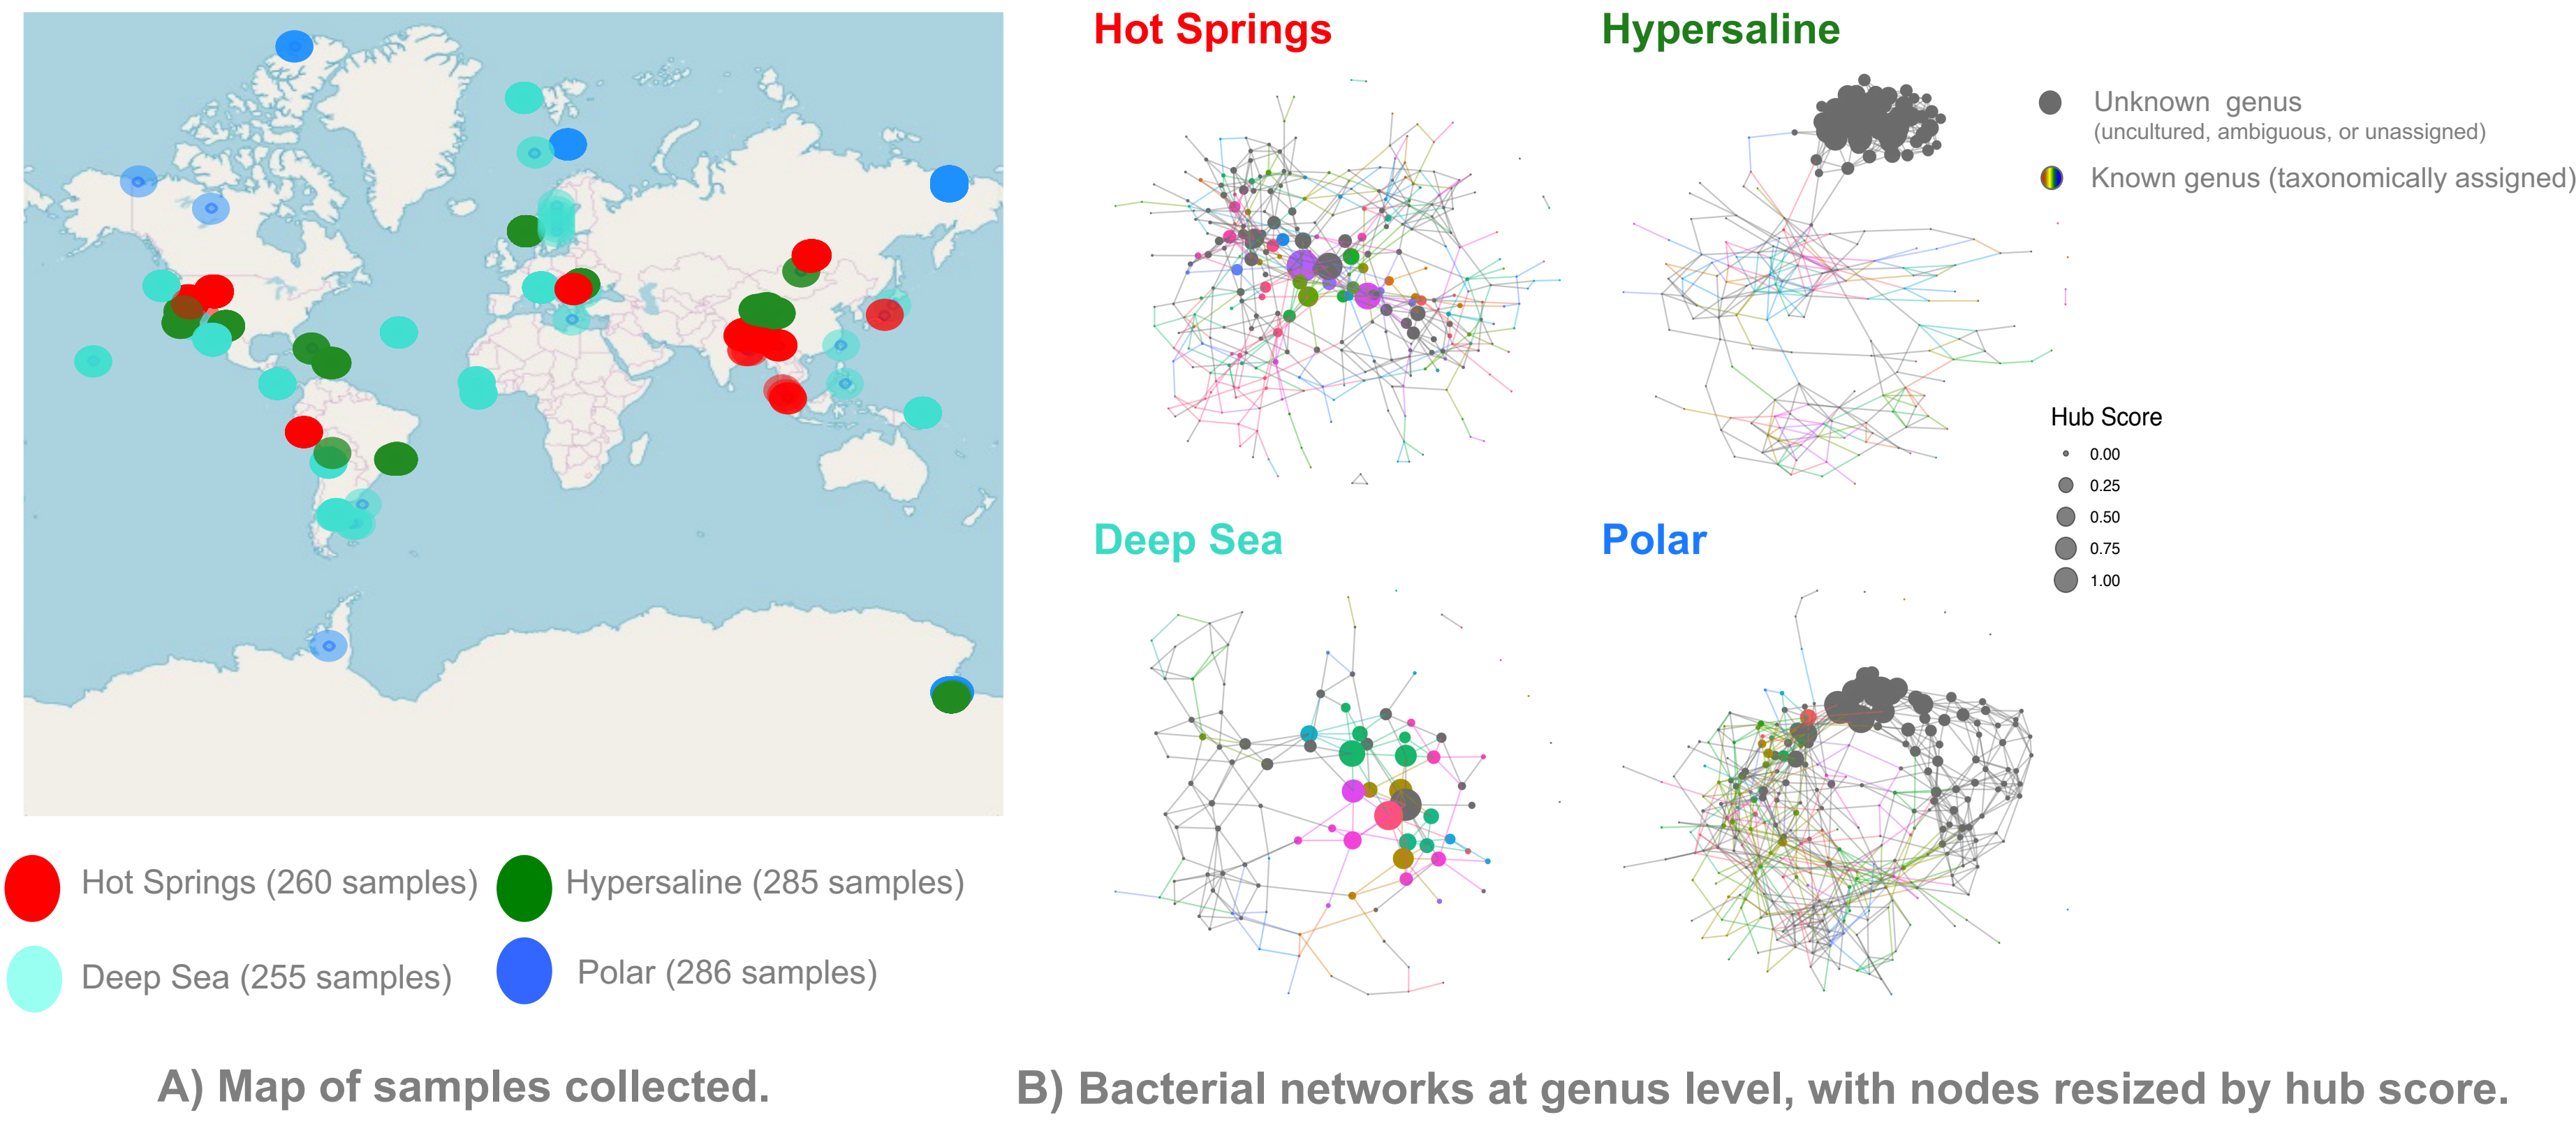 Hot Springs
Hypersaline
Unknown genus
(uncultured, ambiguous, or unassigned)
Known genus (taxonomically assigned)
Hub Score
0.00
0.25
0.50
0.75
1.00
Deep Sea
Polar
Hot Springs (260 samples)
Hypersaline (285 samples)
Deep Sea (255 samples)
Polar (286 samples)
A) Map of samples collected.
B) Bacterial networks at genus level, with nodes resized by hub score.